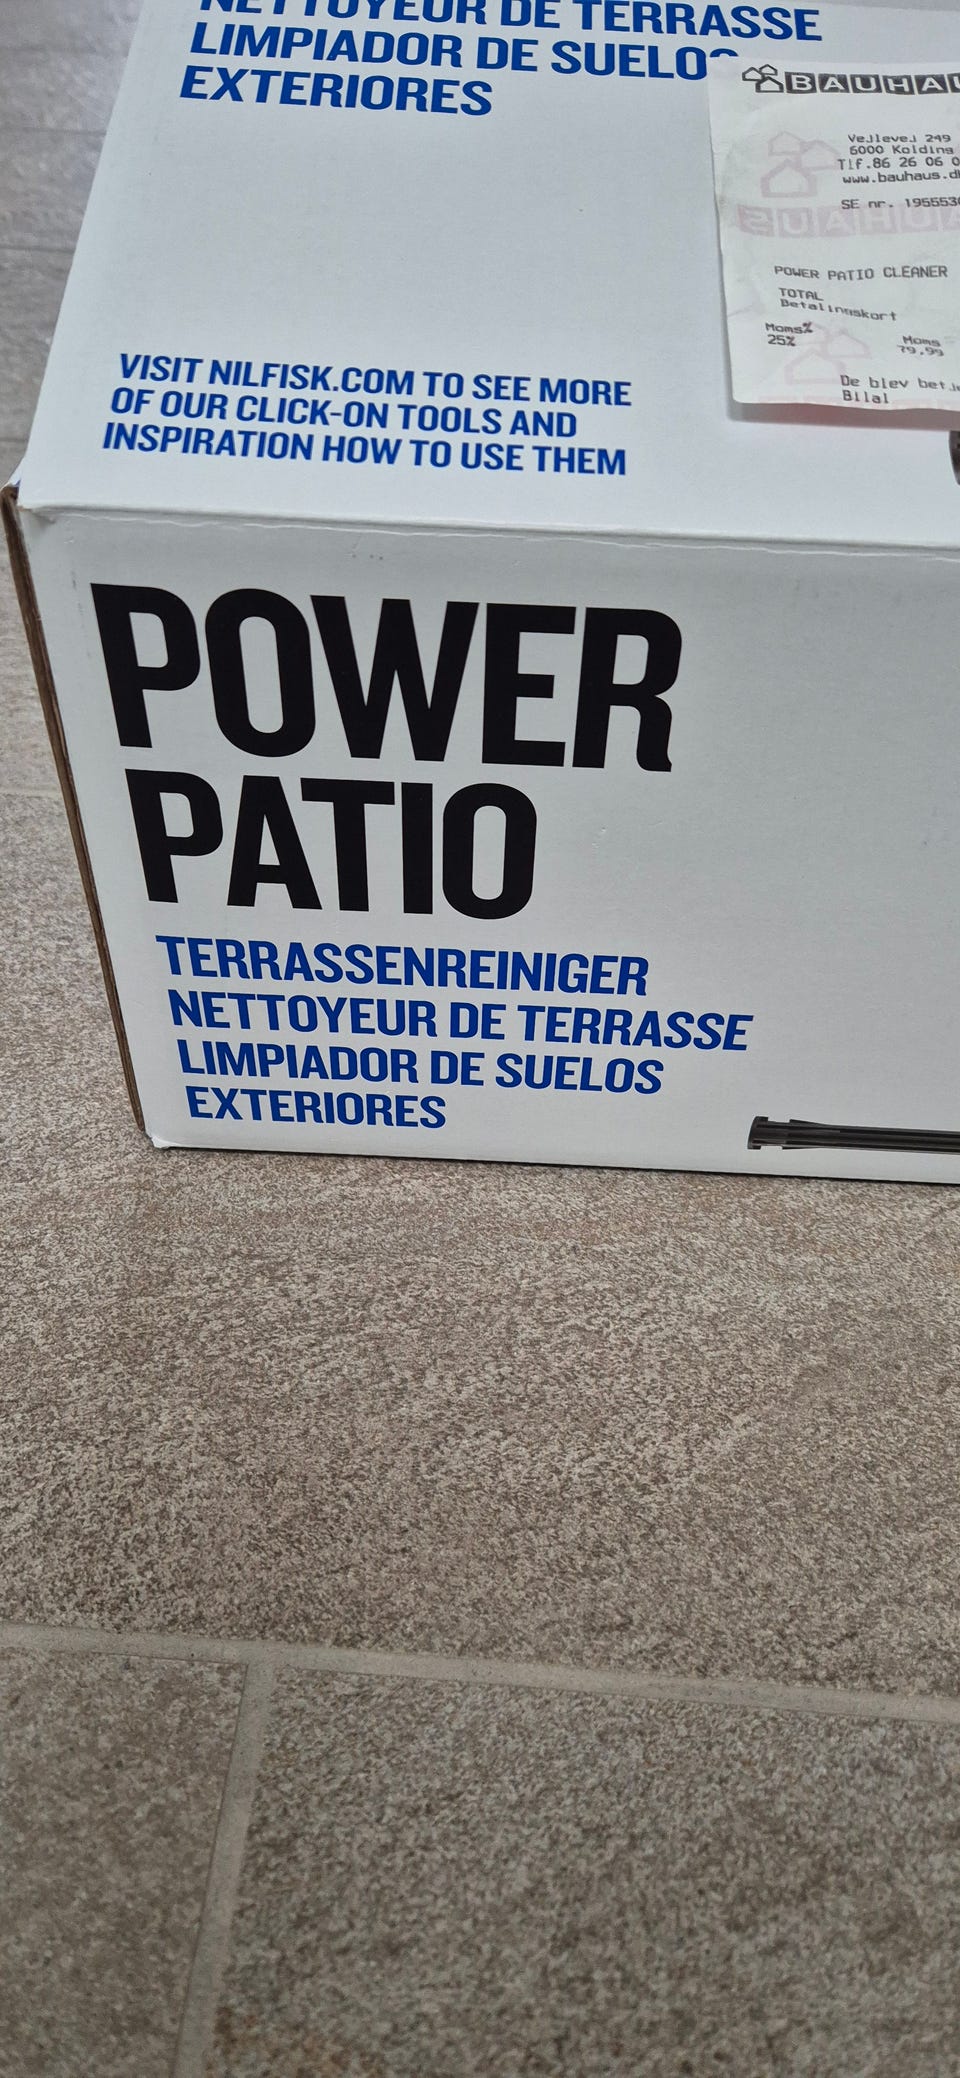 NETTOYEUR DE TERRASSE
LIMPIADOR DE SUELOS
EXTERIORES
BAUHAU
Vejlevej 249
6000 Kolding
Tlf.86 26 06 0
www.bauhaus.d
SE nr. 1955530
POWER PATIO CLEANER
TOTAL
Betalingskort
Moms%
25%
Moms
79,99
De blev betje
Bilal
VISIT NILFISK.COM TO SEE MORE
OF OUR CLICK-ON TOOLS AND
INSPIRATION HOW TO USE THEM
POWER
PATIO
TERRASSENREINIGER
NETTOYEUR DE TERRASSE
LIMPIADOR DE SUELOS
EXTERIORES